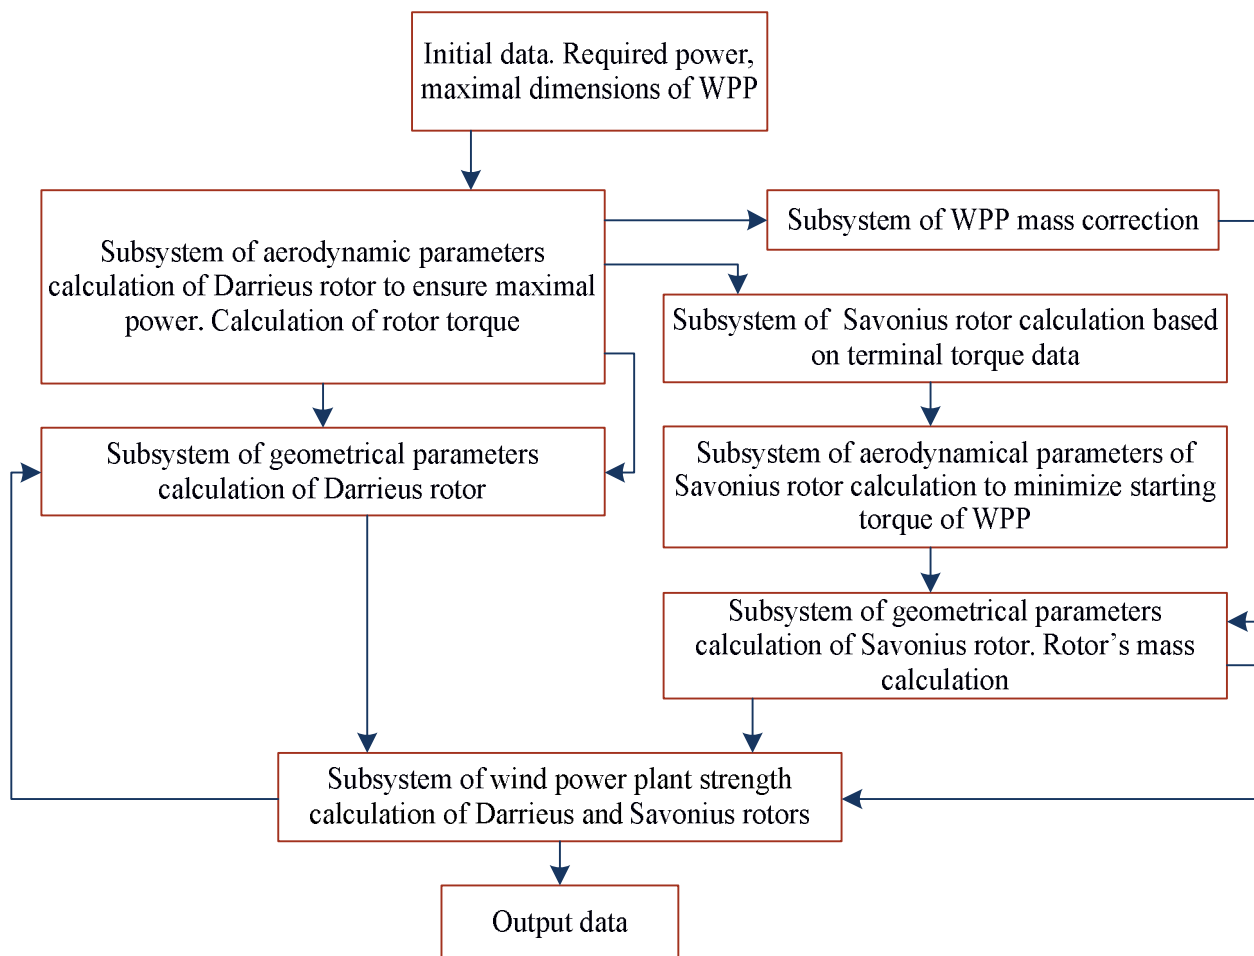 Initial data. Required power,
maximal dimensions of WPP
Subsystem of aerodynamic parameters
calculation of Darrieus rotor to ensure maximal
power. Calculation of rotor torque
Subsystem of WPP mass correction
Subsystem of Savonius rotor calculation based
on terminal torque data
Subsystem of geometrical parameters
calculation of Darrieus rotor
Subsystem of aerodynamical parameters of
Savonius rotor calculation to minimize starting
torque of WPP
Subsystem of geometrical parameters
calculation of Savonius rotor. Rotor’s mass
calculation
Subsystem of wind power plant strength
calculation of Darrieus and Savonius rotors
Output data